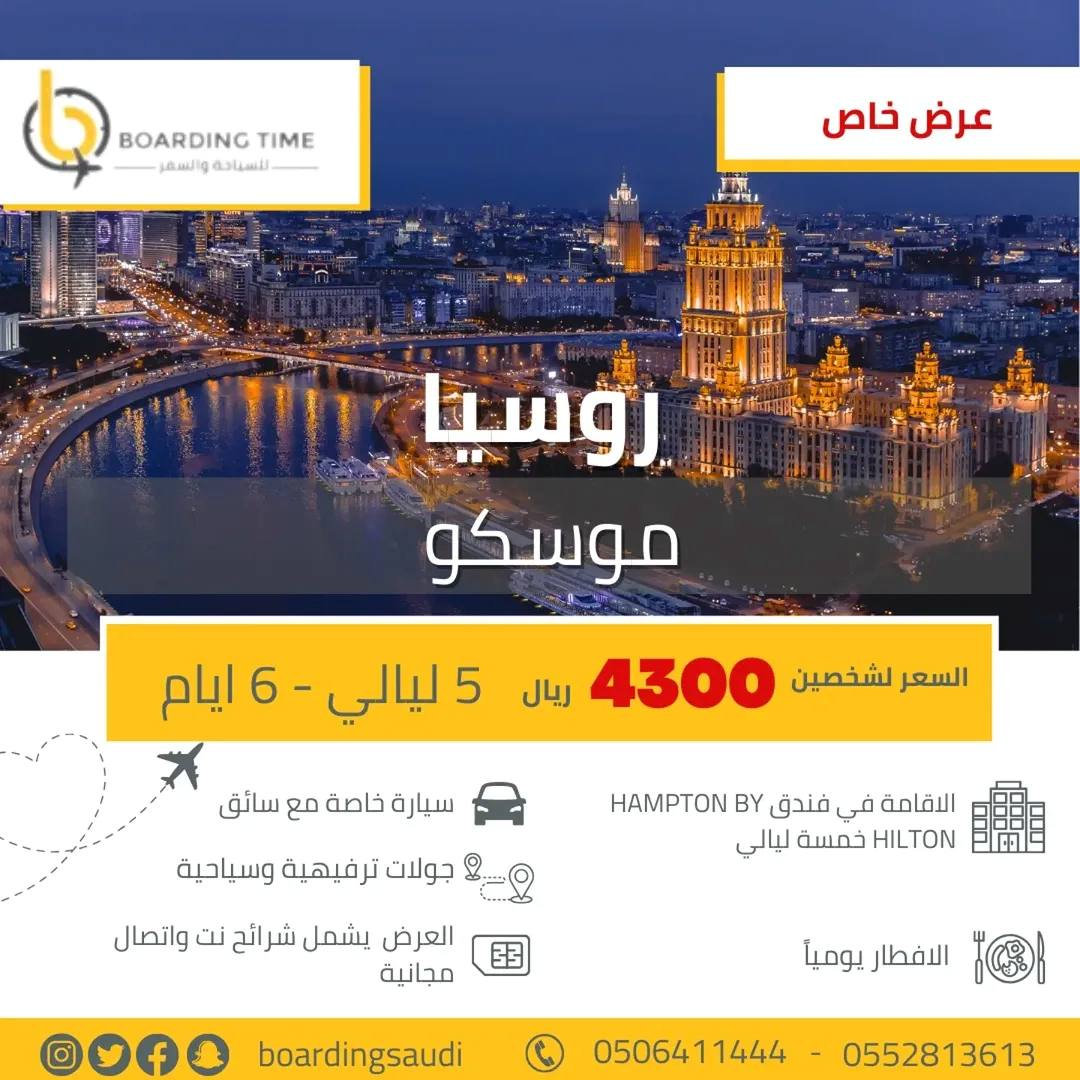 عرض خاص
BOARDING TIME
للسياحة والسفر
روسيا
موسكو
السعر لشخصين 4300 ريال 5 ليالي - 6 ايام
الاقامة في فندق HAMPTON BY
HILTON خمسة ليالي
الافطار يومياً
سيارة خاصة مع سائق
جولات ترفيهية وسياحية
العرض يشمل شرائح نت واتصال
مجانية
boardingsaudi
0506411444 - 0552813613